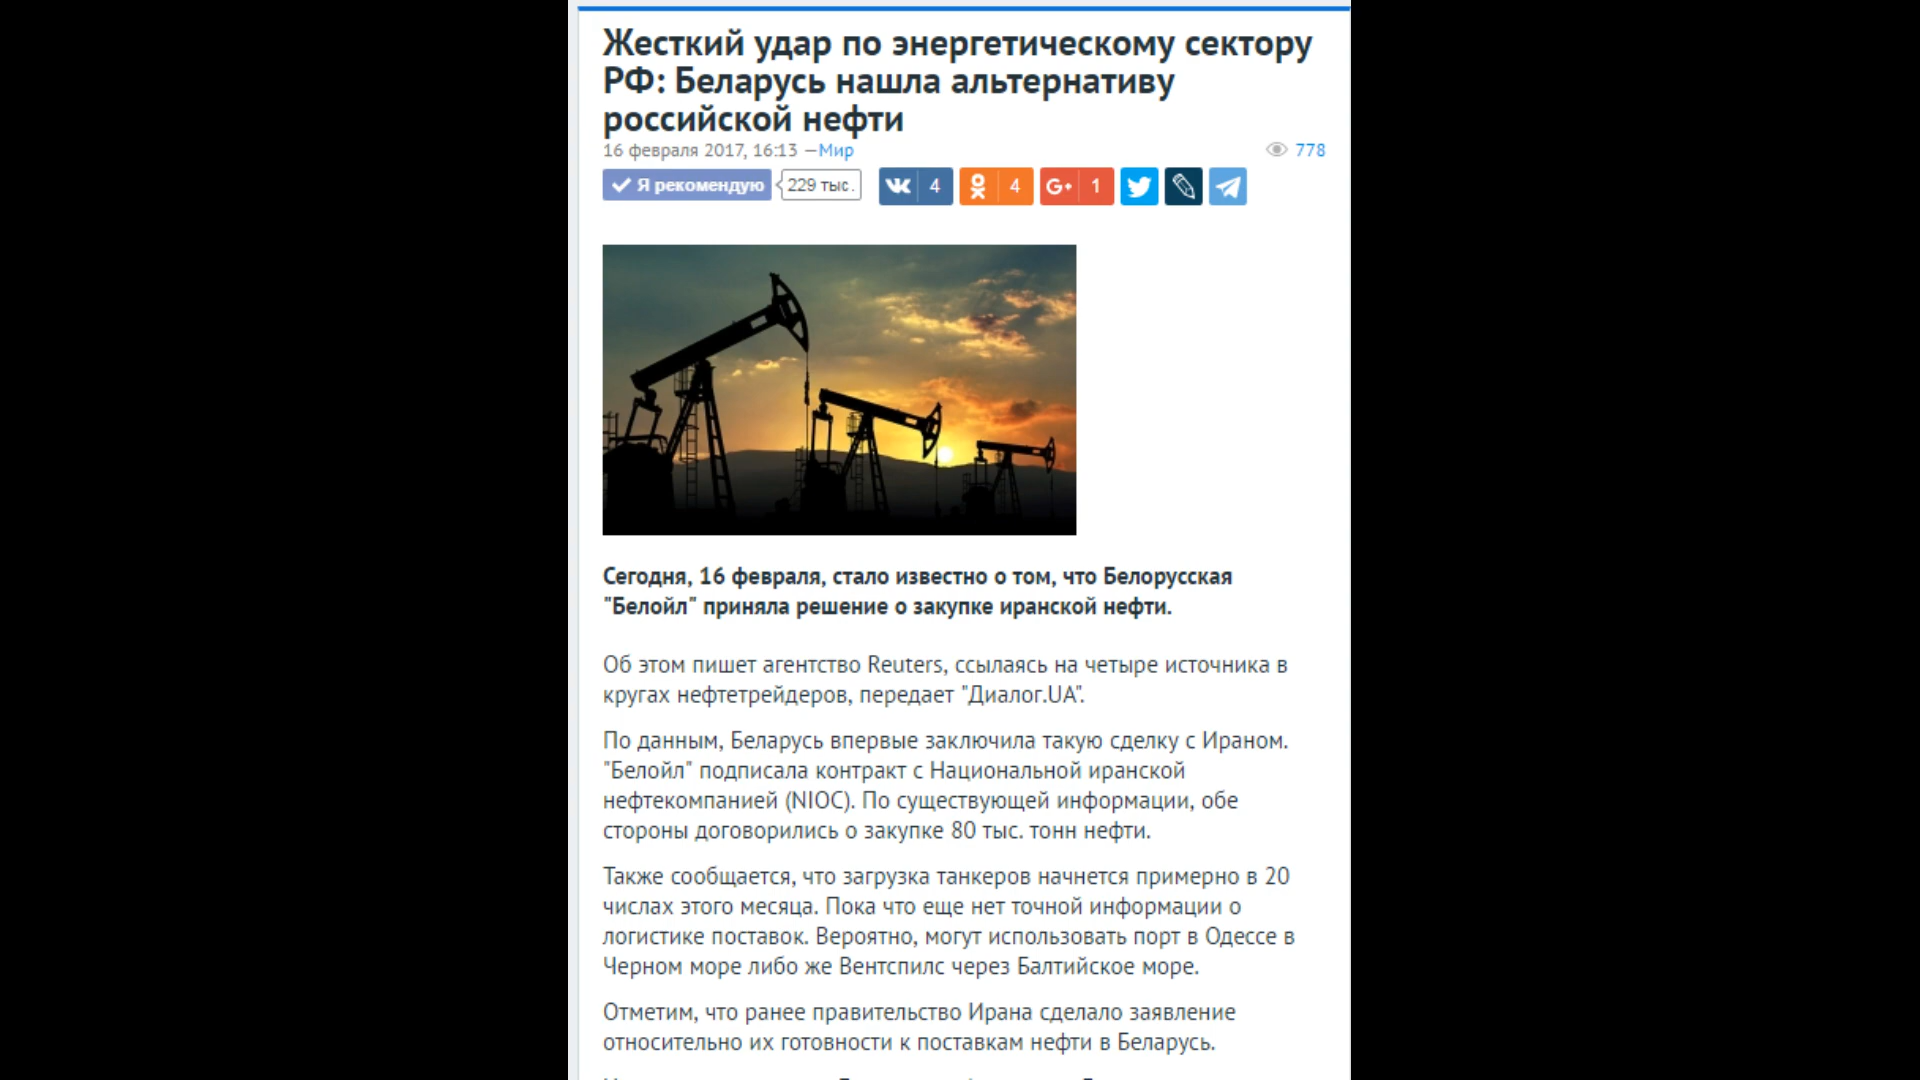 Жесткий удар по энергетическому сектору
РФ: Беларусь нашла альтернативу
российской нефти
16 февраля 2017, 16:13 —Мир 778
Я рекомендую 229 тыс. 4 4 G+ 1
Сегодня, 16 февраля, стало известно о том, что Белорусская
"Белойл" приняла решение о закупке иранской нефти.
Об этом пишет агентство Reuters, ссылаясь на четыре источника в
кругах нефтетрейдеров, передает "Диалог.UA".
По данным, Беларусь впервые заключила такую сделку с Ираном.
"Белойл" подписала контракт с Национальной иранской
нефтекомпанией (NIOC). По существующей информации, обе
стороны договорились о закупке 80 тыс. тонн нефти.
Также сообщается, что загрузка танкеров начнется примерно в 20
числах этого месяца. Пока что еще нет точной информации о
логистике поставок. Вероятно, могут использовать порт в Одессе в
Черном море либо же Вентспилс через Балтийское море.
Отметим, что ранее правительство Ирана сделало заявление
относительно их готовности к поставкам нефти в Беларусь.